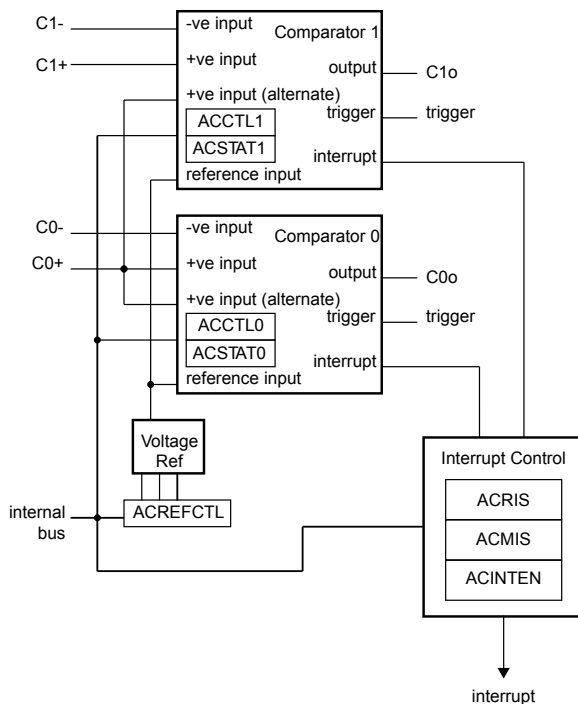 C1-
-ve input
Comparator 1
C1+
+ve input
output
C1o
+ve input (alternate)
trigger
trigger
ACCTL1
ACSTAT1
interrupt
reference input
C0-
-ve input
Comparator 0
C0+
+ve input
output
C0o
+ve input (alternate)
trigger
trigger
ACCTL0
ACSTAT0
interrupt
reference input
Voltage
Ref
Interrupt Control
internal
bus
ACREFCTL
ACRIS
ACMIS
ACINTEN
interrupt